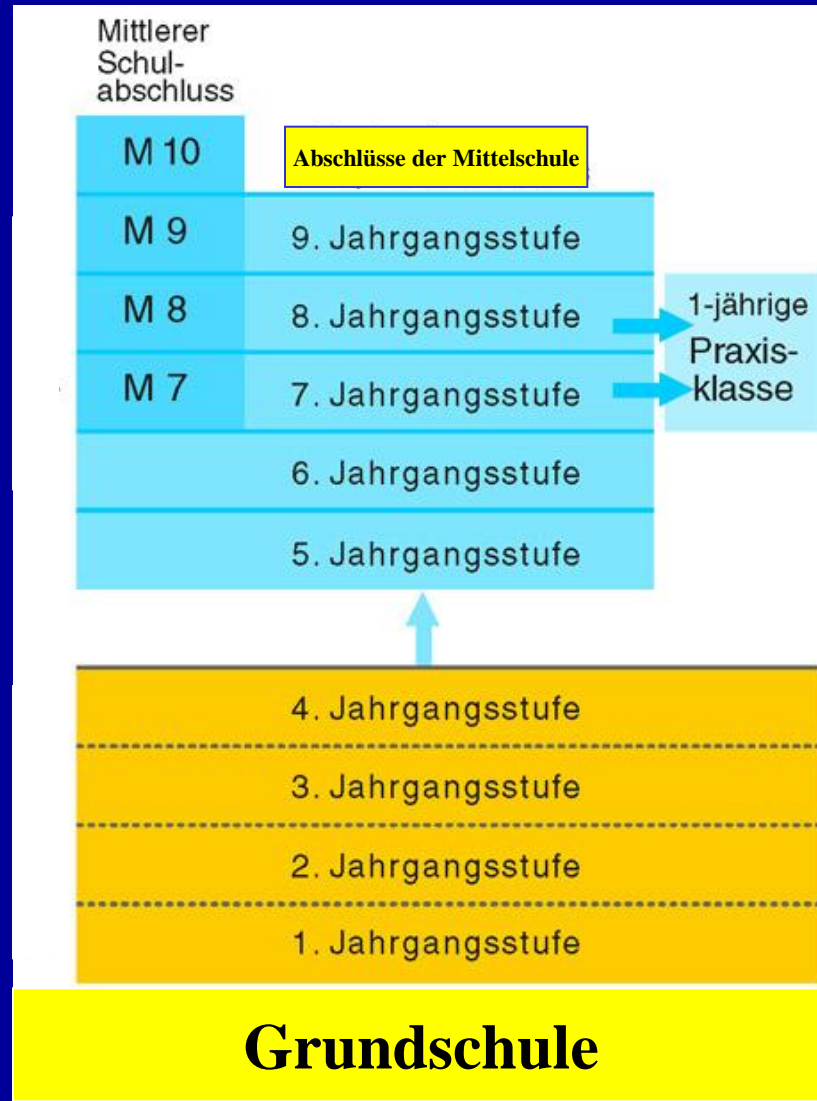 Mittlerer
Schul-
abschluss
M 10
Abschlüsse der Mittelschule
M 9
9. Jahrgangsstufe
M 8
8. Jahrgangsstufe
1-jährige
Praxis-
klasse
M 7
7. Jahrgangsstufe
6. Jahrgangsstufe
5. Jahrgangsstufe
4. Jahrgangsstufe
3. Jahrgangsstufe
2. Jahrgangsstufe
1. Jahrgangsstufe
Grundschule